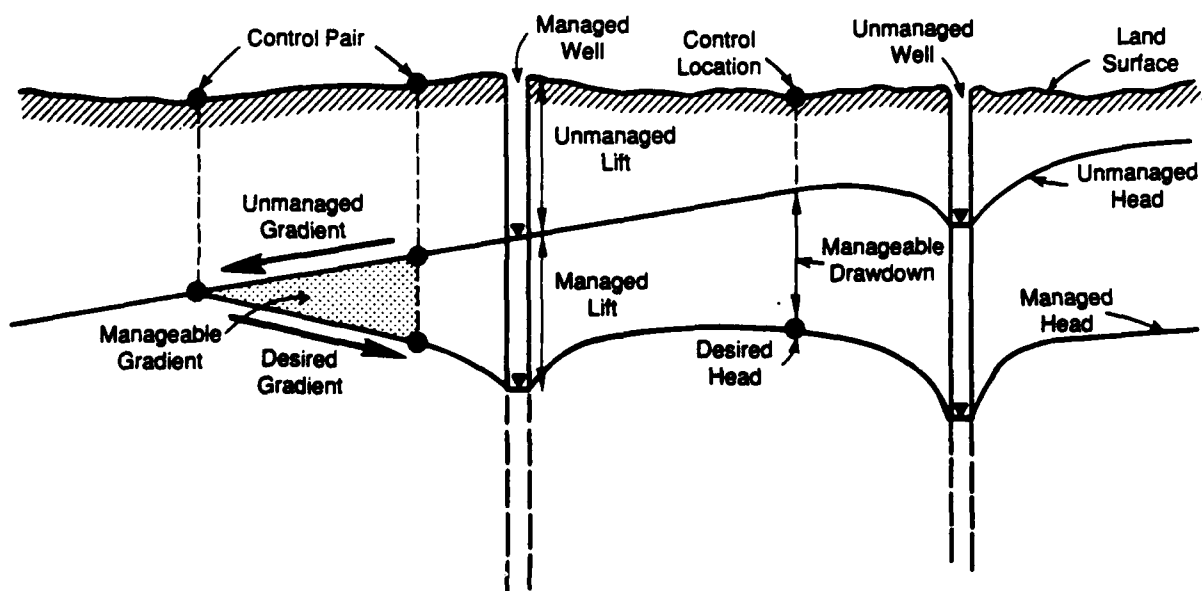 Control Pair
Managed
Well
Control
Location
Unmanaged
Well
Land
Surface
Unmanaged
Lift
Unmanaged
Head
Unmanaged
Gradient
Manageable
Drawdown
Managed
Lift
Manageable
Gradient
Desired
Gradient
Desired
Head
Managed
Head